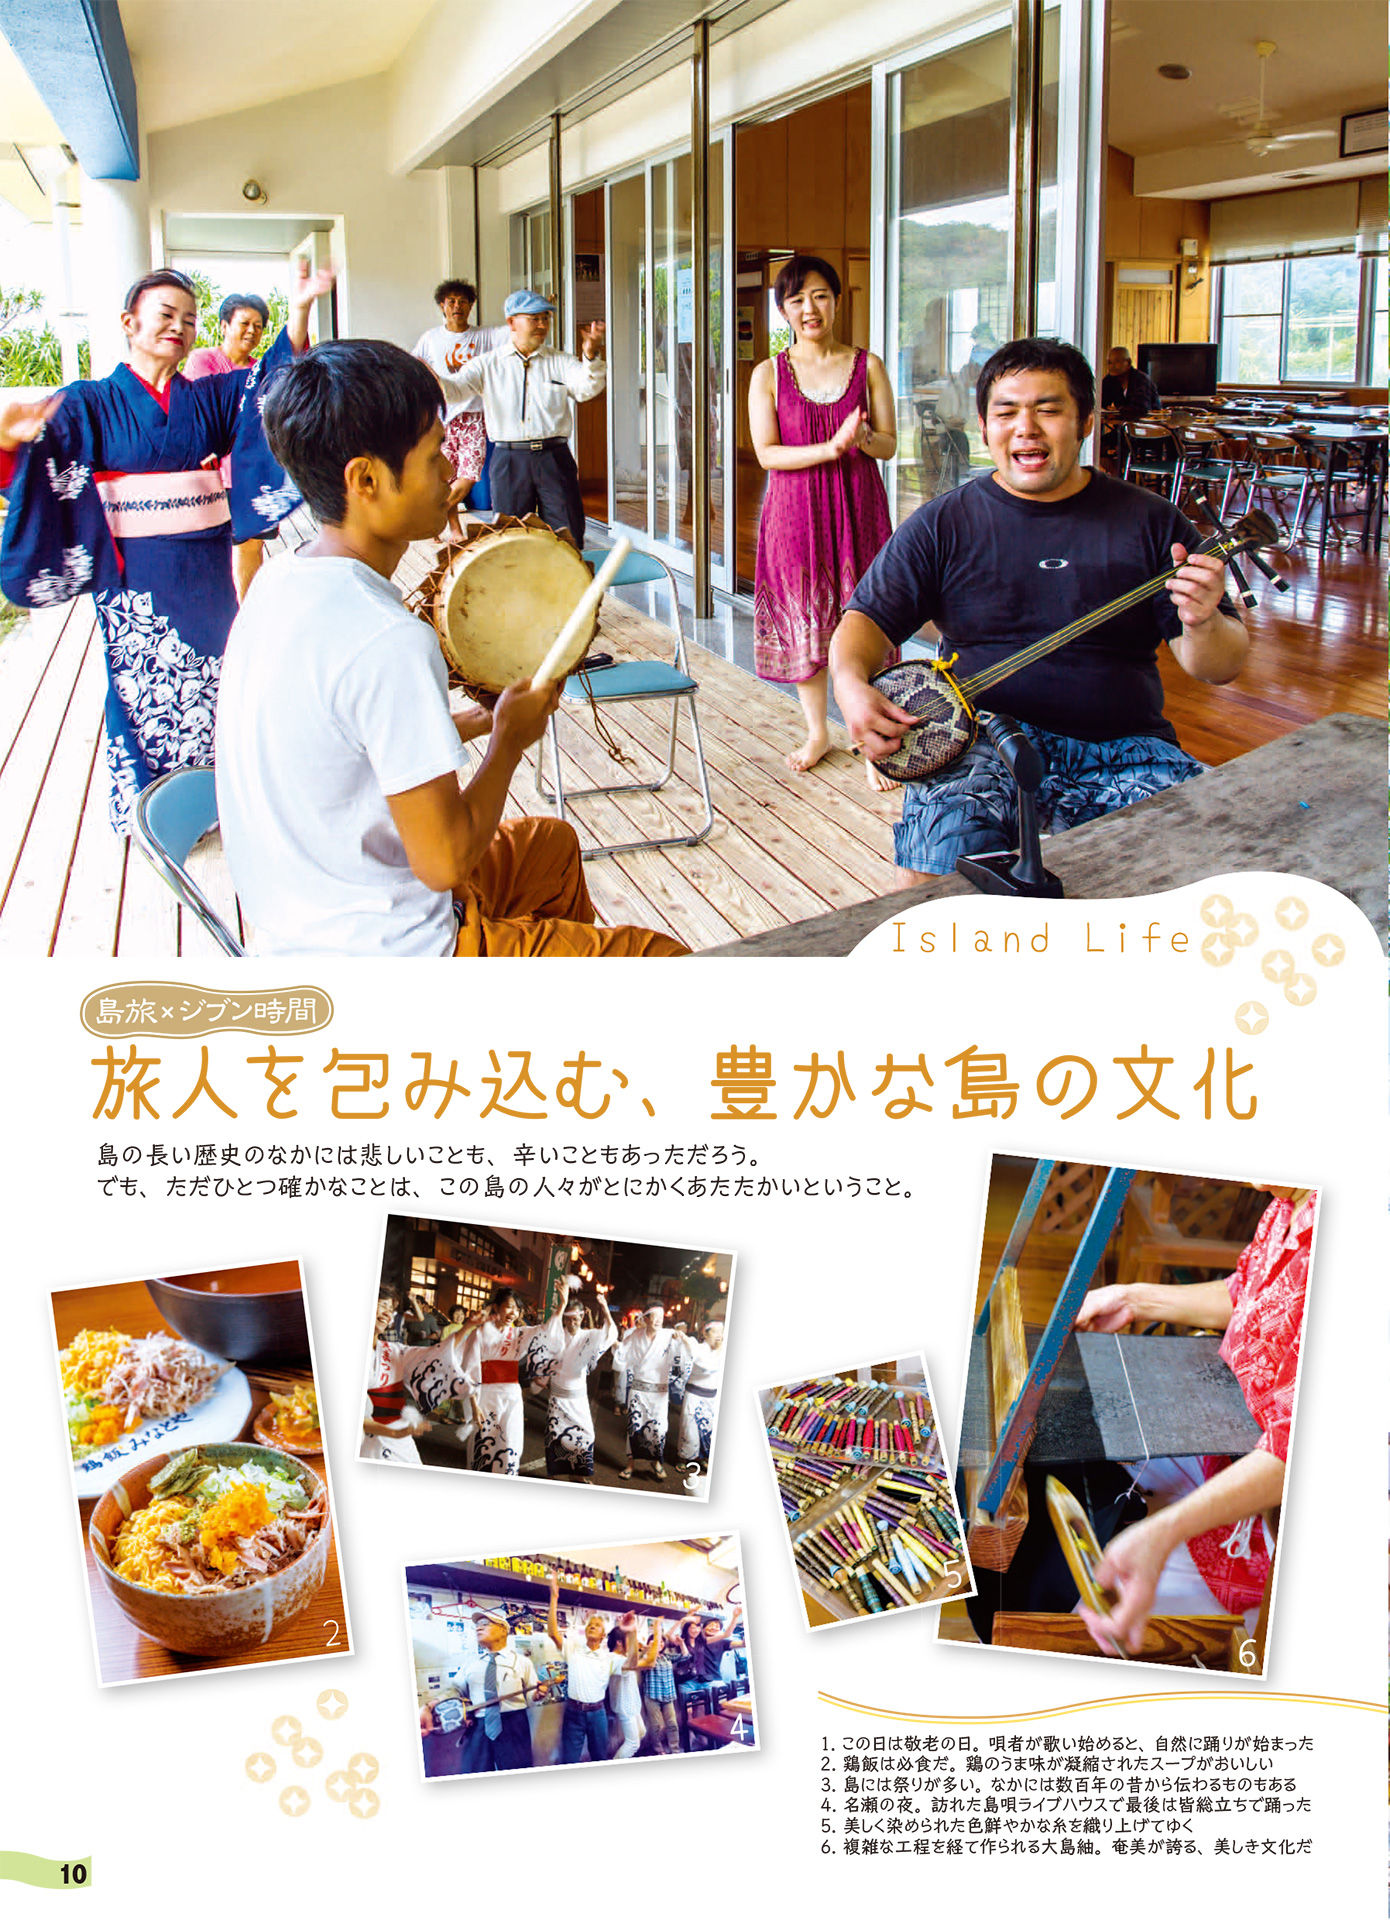 Island Life
島旅×ジブン時間
旅人を包み込む、豊かな島の文化
島の長い歴史のなかには悲しいことも、辛いこともあっただろう。
でも、ただひとつ確かなことは、この島の人々がとにかくあたたかいということ。
鶏飯みなとや
2
3
4
5
6
1. この日は敬老の日。唄者が歌い始めると、自然に踊りが始まった
2. 鶏飯は必食だ。鶏のうま味が凝縮されたスープがおいしい
3. 島には祭りが多い。なかには数百年の昔から伝わるものもある
4. 名瀬の夜。訪れた島唄ライブハウスで最後は皆総立ちで踊った
5. 美しく染められた色鮮やかな糸を織り上げてゆく
6. 複雑な工程を経て作られる大島紬。奄美が誇る、美しき文化だ
10